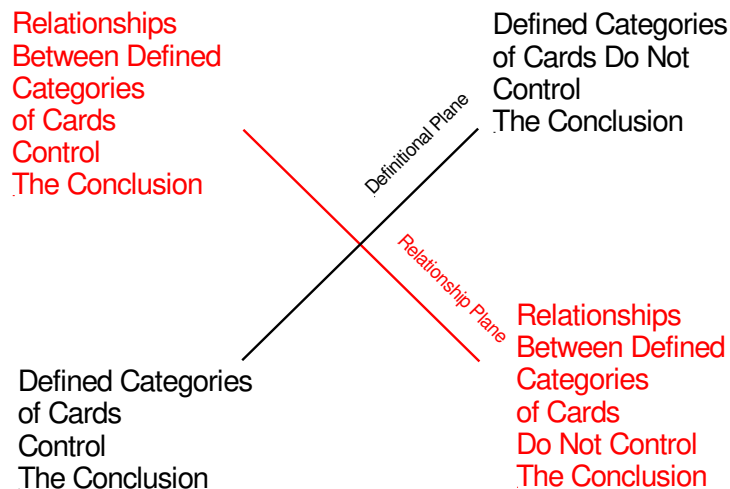 Relationships
Between Defined
Categories
of Cards
Control
The Conclusion
Defined Categories
of Cards Do Not
Control
The Conclusion
Definitional Plane
Relationship Plane
Defined Categories
of Cards
Control
The Conclusion
Relationships
Between Defined
Categories
of Cards
Do Not Control
The Conclusion